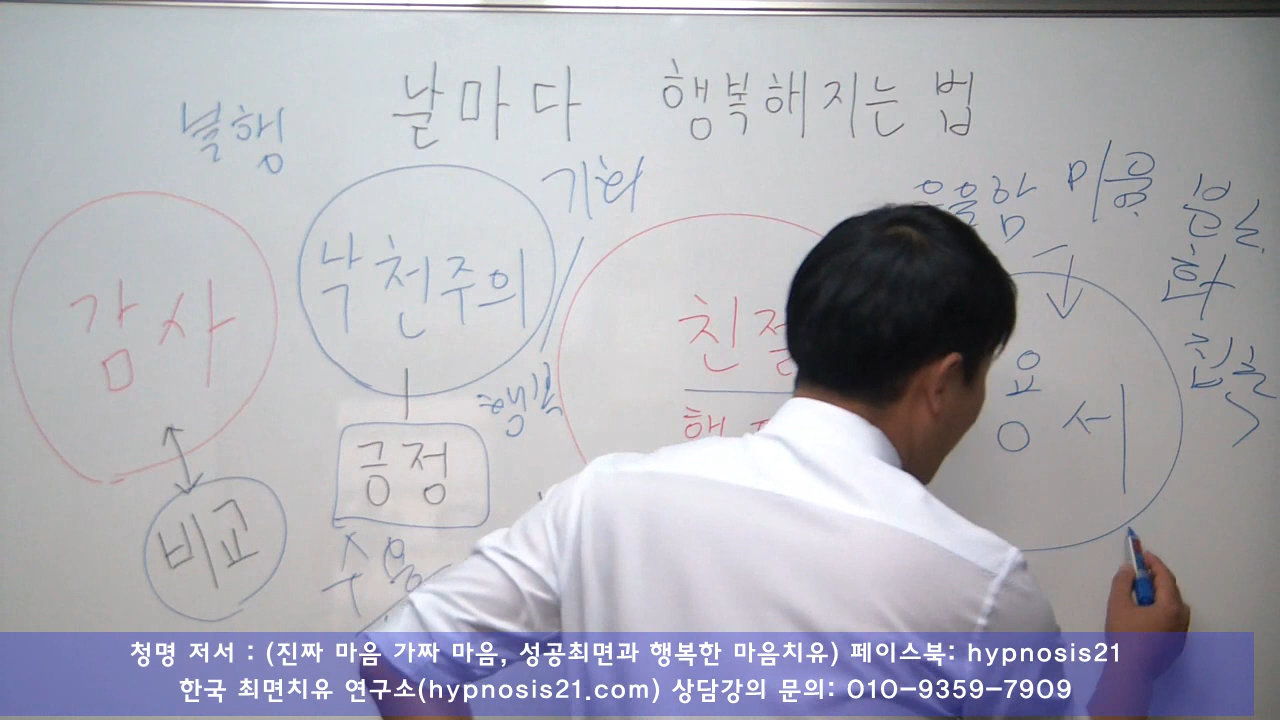 날마다 행복해지는 법
불행
기회
우울함
미움
분노
화
감사
낙천주의
친절
용서
행복
비교
긍정
수용
청명 저서 : (진짜 마음 가짜 마음, 성공최면과 행복한 마음치유) 페이스북: hypnosis21
한국 최면치유 연구소(hypnosis21.com) 상담강의 문의: 010-9359-7909